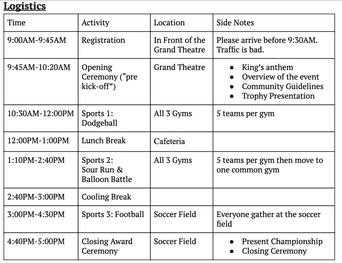 Logistics
Time Activity Location Side Notes
9:00AM-9:45AM Registration In Front of the Please arrive before 9:30AM.
Grand Theatre Traffic is bad.
9:45AM-10:20AM Opening Grand Theatre ● King's anthem
Ceremony ("pre ● Overview of the event
kick-off") ● Community Guidelines
● Trophy Presentation
10:30AM-12:00PM Sports 1: All 3 Gyms 5 teams per gym
Dodgeball
12:00PM-1:00PM Lunch Break Cafeteria
1:10PM-2:40PM Sports 2: All 3 Gyms 5 teams per gym then move to
Sour Run & one common gym
Balloon Battle
2:40PM-3:00PM Cooling Break
3:00PM-4:30PM Sports 3: Football Soccer Field Everyone gather at the soccer
field
4:40PM-5:00PM Closing Award Soccer Field ● Present Championship
Ceremony ● Closing Ceremony